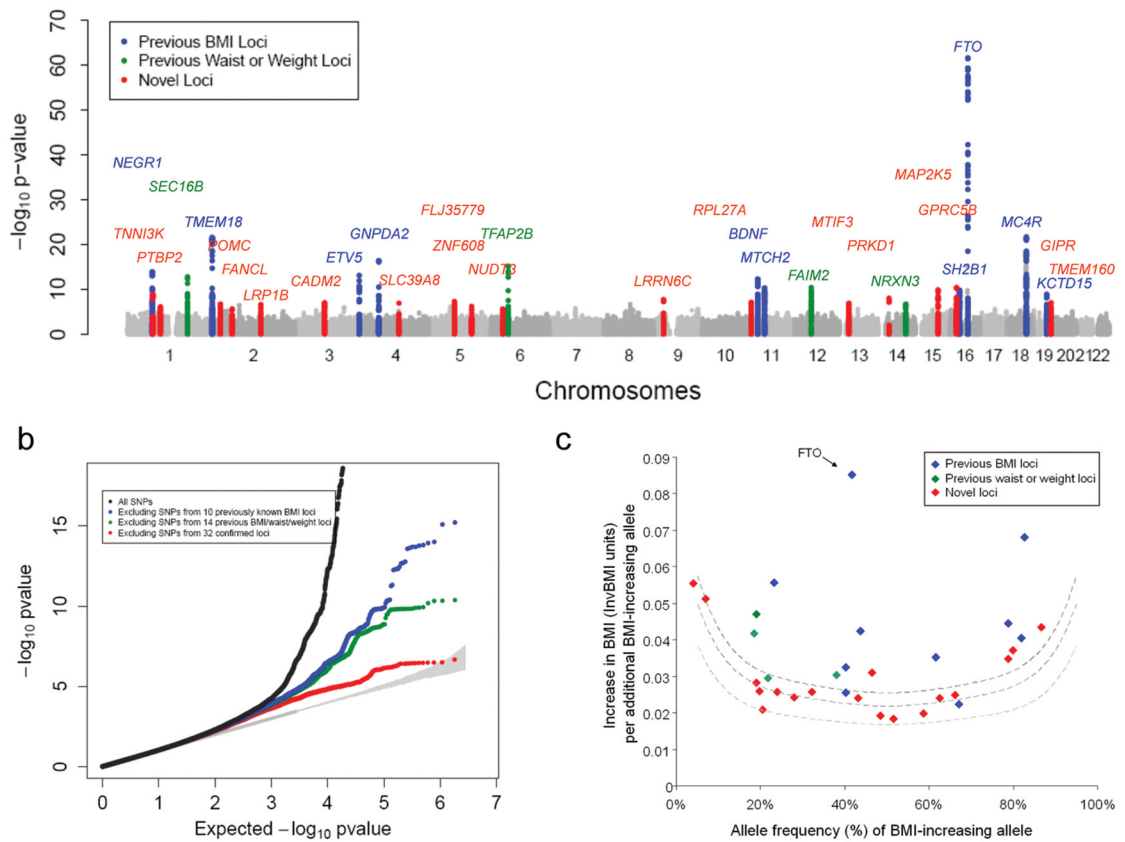 70
60
50
40
30
20
10
0
−log10 p-value
Previous BMI Loci
Previous Waist or Weight Loci
Novel Loci
FTO
NEGR1
SEC16B
MAP2K5
TNNI3K
TMEM18
FLJ35779
RPL27A
MTIF3
GPRC5B
MC4R
PTBP2
POMC
GNPDA2
ZNF608
TFAP2B
BDNF
PRKD1
GIPR
FANCL
ETV5
NUDT3
MTCH2
SH2B1
TMEM160
LRP1B
CADM2
SLC39A8
LRRN6C
FAIM2
NRXN3
KCTD15
1 2 3 4 5 6 7 8 9 10 11 12 13 14 15 16 17 18 19 202122
Chromosomes
b
15
10
5
0
−log10 pvalue
All SNPs
Excluding SNPs from 10 previously known BMI loci
Excluding SNPs from 14 previous BMI/waist/weight loci
Excluding SNPs from 32 confirmed loci
0 1 2 3 4 5 6 7
Expected −log10 pvalue
c
Increase in BMI (InvBMI units)
per additional BMI-increasing allele
0.09
0.08
0.07
0.06
0.05
0.04
0.03
0.02
0.01
0
FTO
Previous BMI loci
Previous waist or weight loci
Novel loci
0% 20% 40% 60% 80% 100%
Allele frequency (%) of BMI-increasing allele